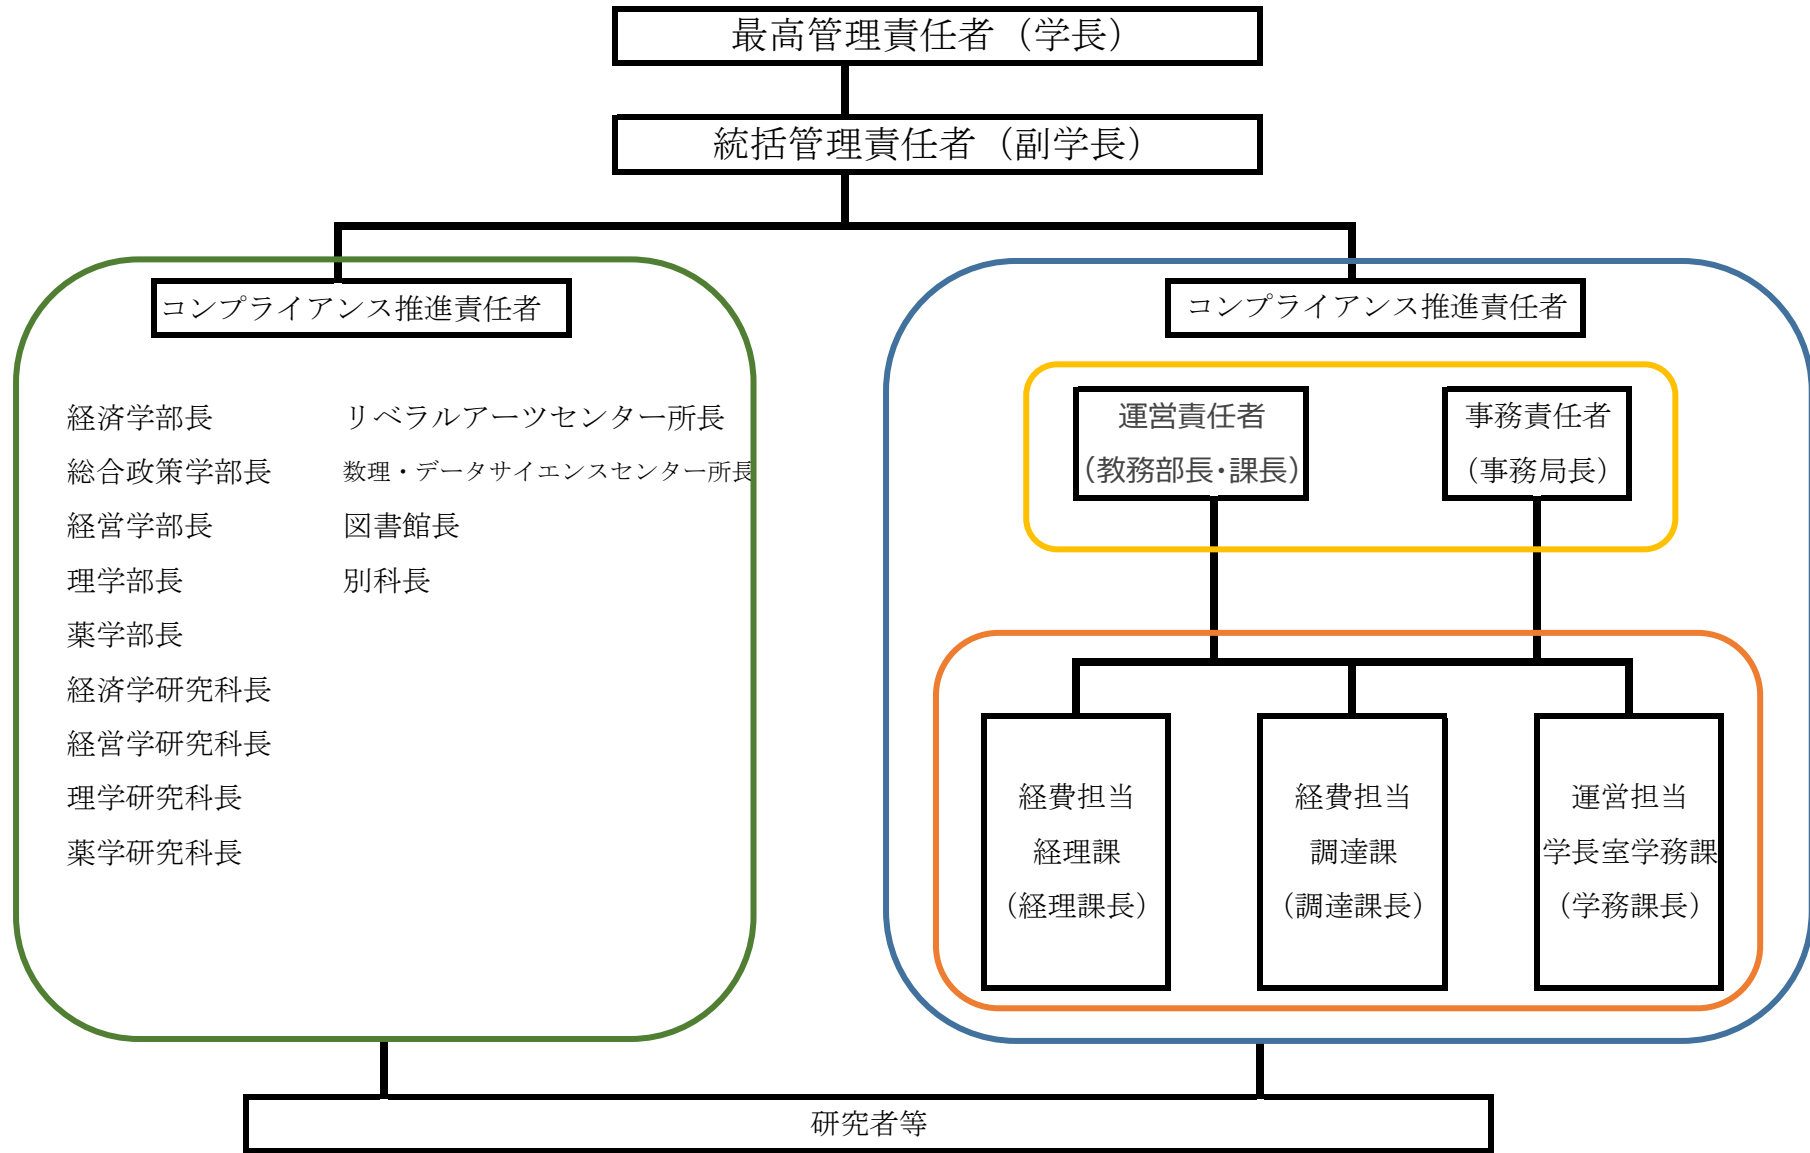 最高管理責任者（学長）
統括管理責任者（副学長）
コンプライアンス推進責任者
経済学部長
総合政策学部長
経営学部長
理学部長
薬学部長
経済学研究科長
経営学研究科長
理学研究科長
薬学研究科長
リベラルアーツセンター所長
数理・データサイエンスセンター所長
図書館長
別科長
コンプライアンス推進責任者
運営責任者
（教務部長・課長）
事務責任者
（事務局長）
経費担当
経理課
（経理課長）
経費担当
調達課
（調達課長）
運営担当
学長室学務課
（学務課長）
研究者等